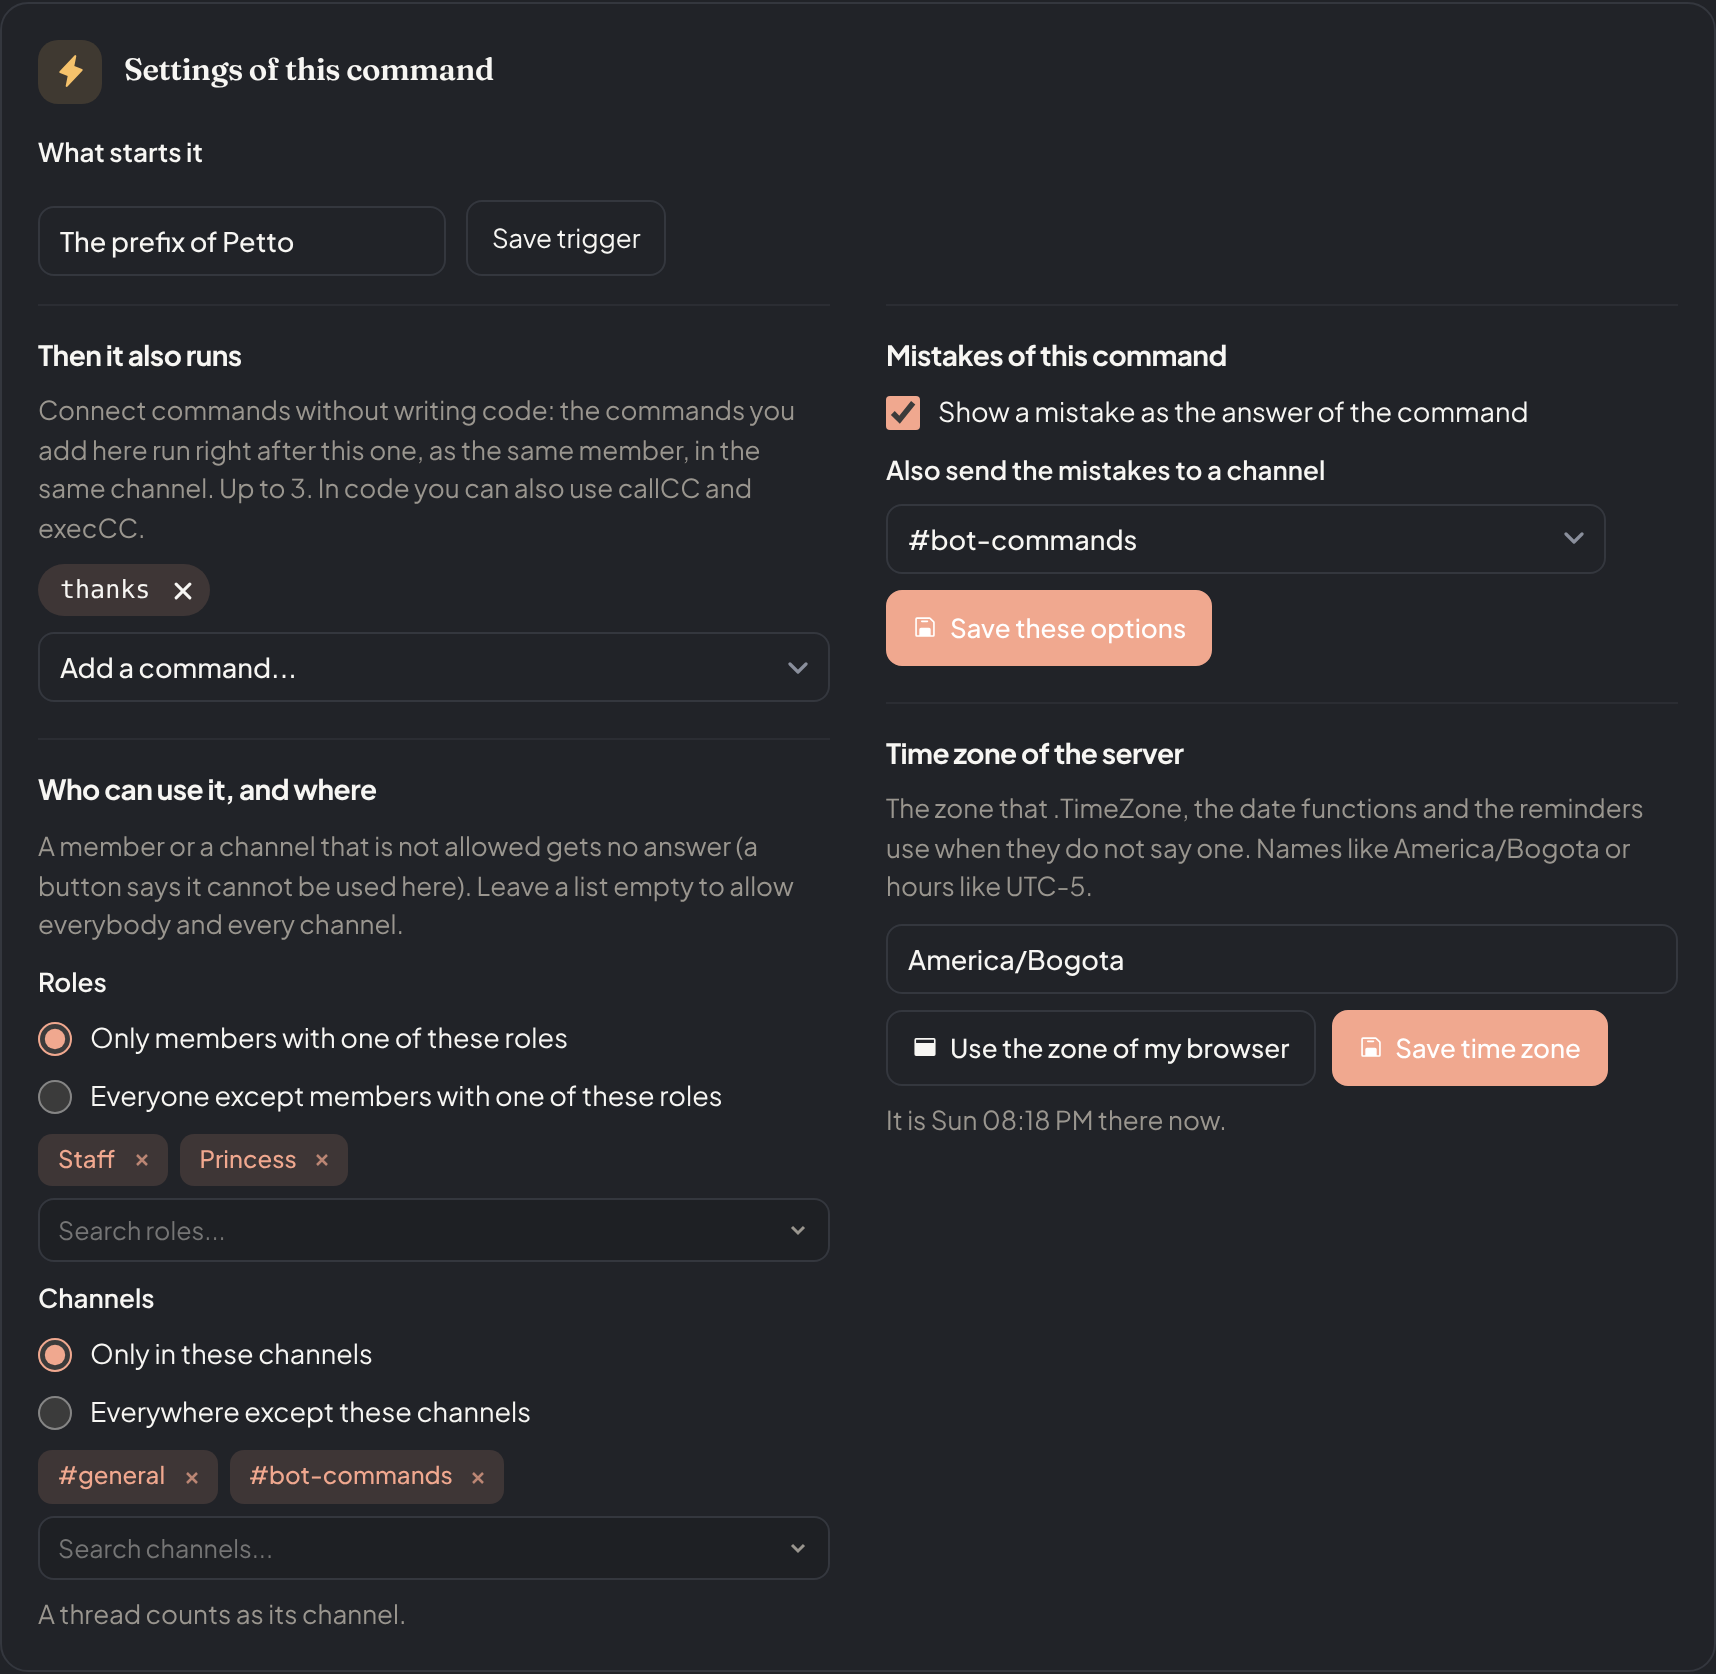 Settings of this command
What starts it
The prefix of Petto
Save trigger
Then it also runs
Connect commands without writing code: the commands you
add here run right after this one, as the same member, in the
same channel. Up to 3. In code you can also use callCC and
execCC.
thanks
Add a command...
Who can use it, and where
A member or a channel that is not allowed gets no answer (a
button says it cannot be used here). Leave a list empty to allow
everybody and every channel.
Roles
Only members with one of these roles
Everyone except members with one of these roles
Staff ×
Princess ×
Search roles...
Channels
Only in these channels
Everywhere except these channels
#general ×
#bot-commands ×
Search channels...
A thread counts as its channel.
Mistakes of this command
Show a mistake as the answer of the command
Also send the mistakes to a channel
#bot-commands
Save these options
Time zone of the server
The zone that .TimeZone, the date functions and the reminders
use when they do not say one. Names like America/Bogota or
hours like UTC-5.
America/Bogota
Use the zone of my browser
Save time zone
It is Sun 08:18 PM there now.